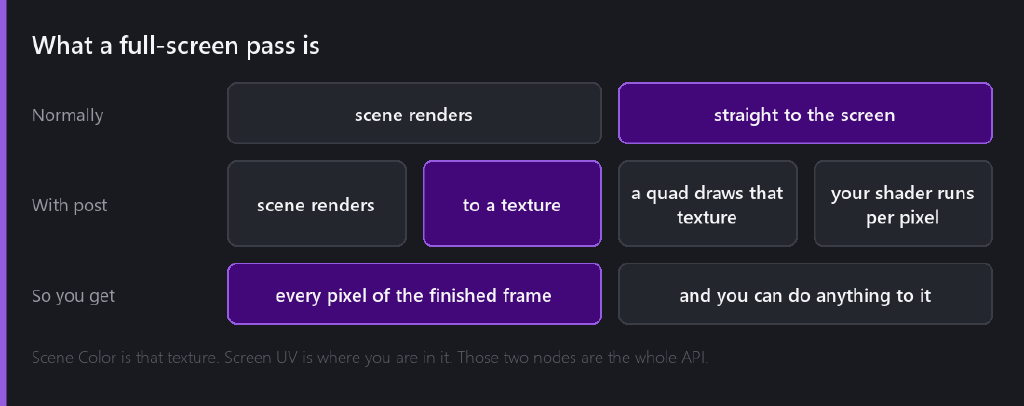 What a full-screen pass is
Normally
scene renders
straight to the screen
With post
scene renders
to a texture
a quad draws that
texture
your shader runs
per pixel
So you get
every pixel of the finished frame
and you can do anything to it
Scene Color is that texture. Screen UV is where you are in it. Those two nodes are the whole API.